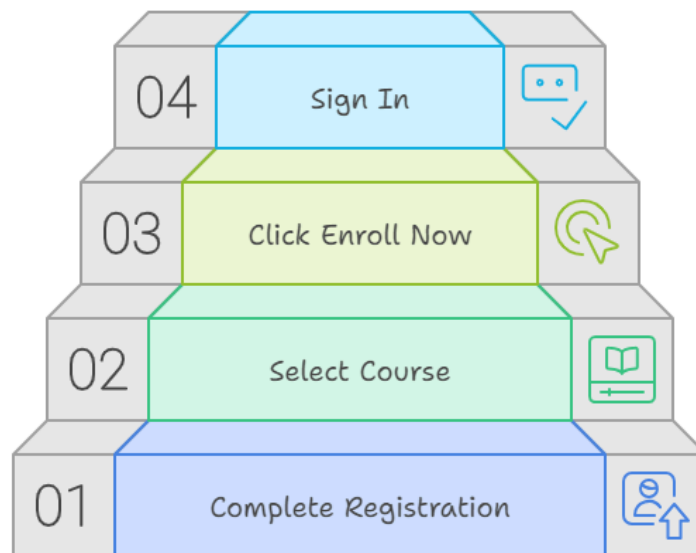 04 Sign In
03 Click Enroll Now
02 Select Course
01 Complete Registration